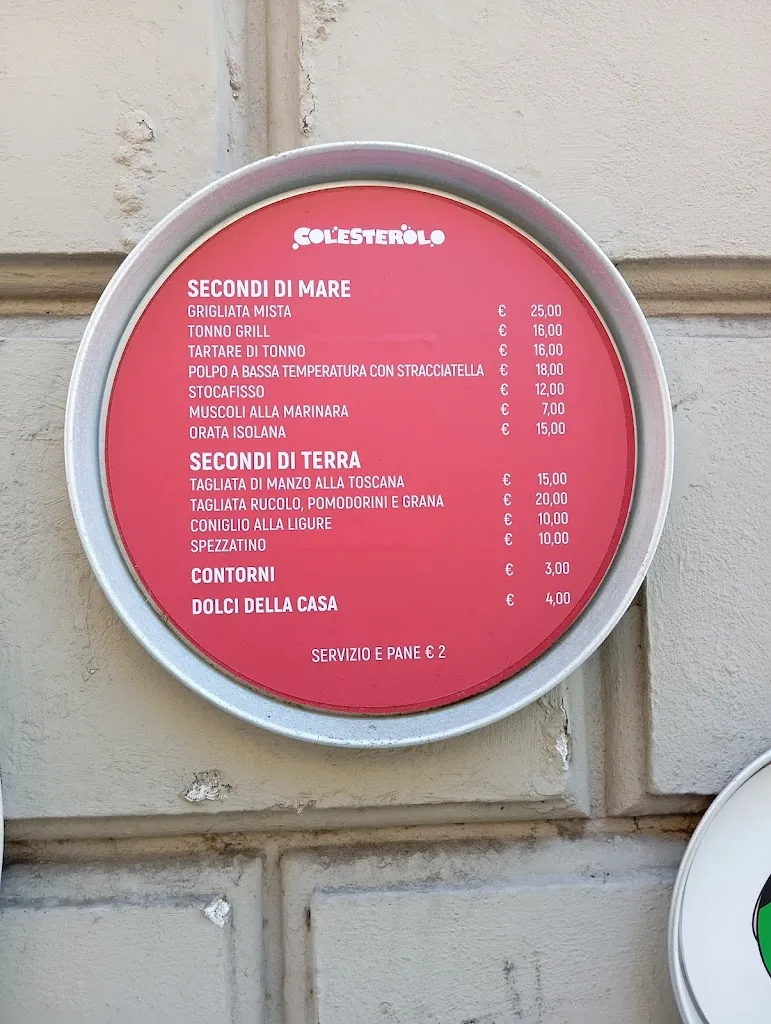 COLESTEROLO
SECONDI DI MARE
GRIGLIATA MISTA € 25,00
TONNO GRILL € 16,00
TARTARE DI TONNO € 16,00
POLPO A BASSA TEMPERATURA CON STRACCIATELLA € 18,00
STOCAFISSO € 12,00
MUSCOLI ALLA MARINARA € 7,00
ORATA ISOLANA € 15,00
SECONDI DI TERRA
TAGLIATA DI MANZO ALLA TOSCANA € 15,00
TAGLIATA RUCOLO, POMODORINI E GRANA € 20,00
CONIGLIO ALLA LIGURE € 10,00
SPEZZATINO € 10,00
CONTORNI € 3,00
DOLCI DELLA CASA € 4,00
SERVIZIO E PANE € 2